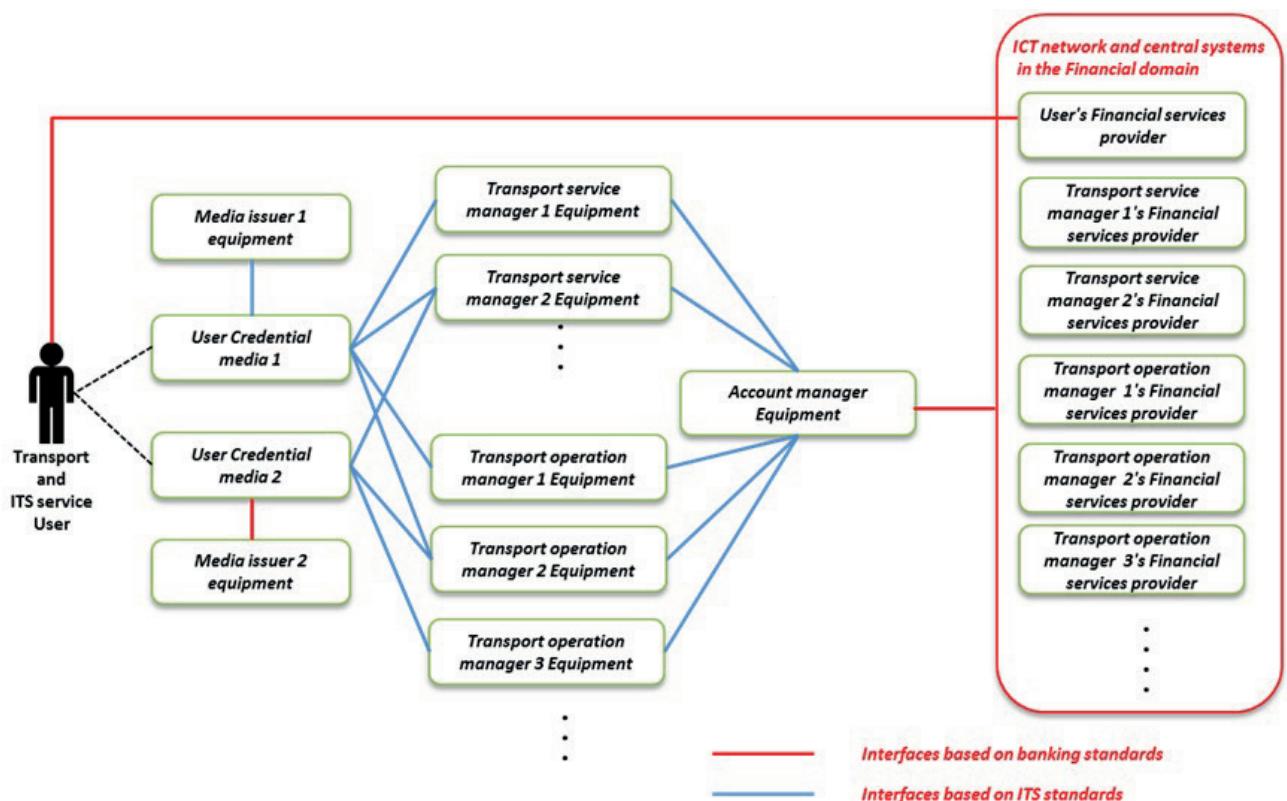 ICT network and central systems
in the Financial domain
User's Financial services
provider
Transport service
manager 1's Financial
services provider
Transport service
manager 2's Financial
services provider
Transport operation
manager 1's Financial
services provider
Transport operation
manager 2's Financial
services provider
Transport operation
manager 3's Financial
services provider
Media issuer 1
equipment
User Credential
media 1
User Credential
media 2
Media issuer 2
equipment
Transport
and
ITS service
User
Transport service
manager 1 Equipment
Transport service
manager 2 Equipment
Transport operation
manager 1 Equipment
Transport operation
manager 2 Equipment
Transport operation
manager 3 Equipment
Account manager
Equipment
Interfaces based on banking standards
Interfaces based on ITS standards